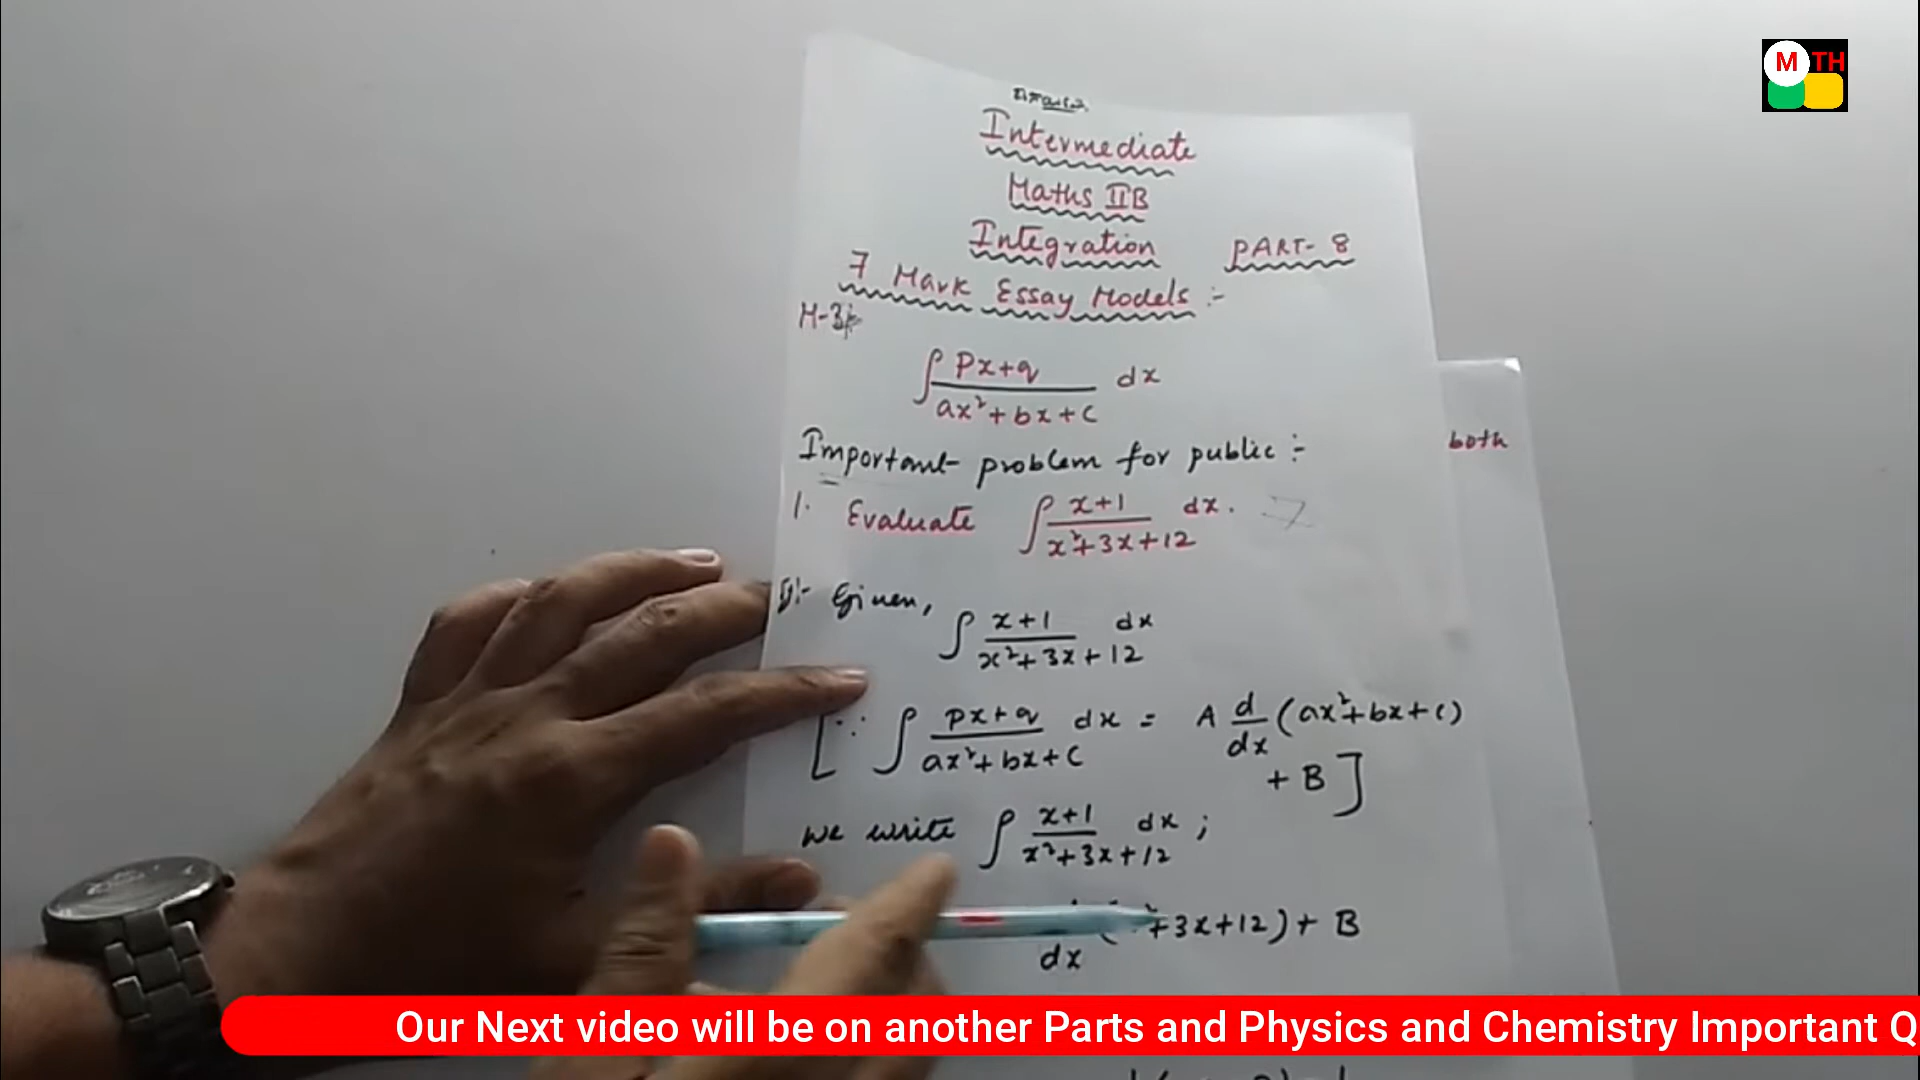 M TH
Intermediate
Maths IIB
Integration PART- 8
7 Mark Essay Models :-
M-3
∫ Px+q / ax²+bx+c dx
Important problem for public :-
both
1. Evaluate ∫ x+1 / x²+3x+12 dx.
Given,
∫ x+1 / x²+3x+12 dx
[∵ ∫ px+q / ax²+bx+c dx = A d/dx (ax²+bx+c)
+ B]
we write ∫ x+1 / x²+3x+12 dx ;
dx +3x+12) + B
Our Next video will be on another Parts and Physics and Chemistry Important Q